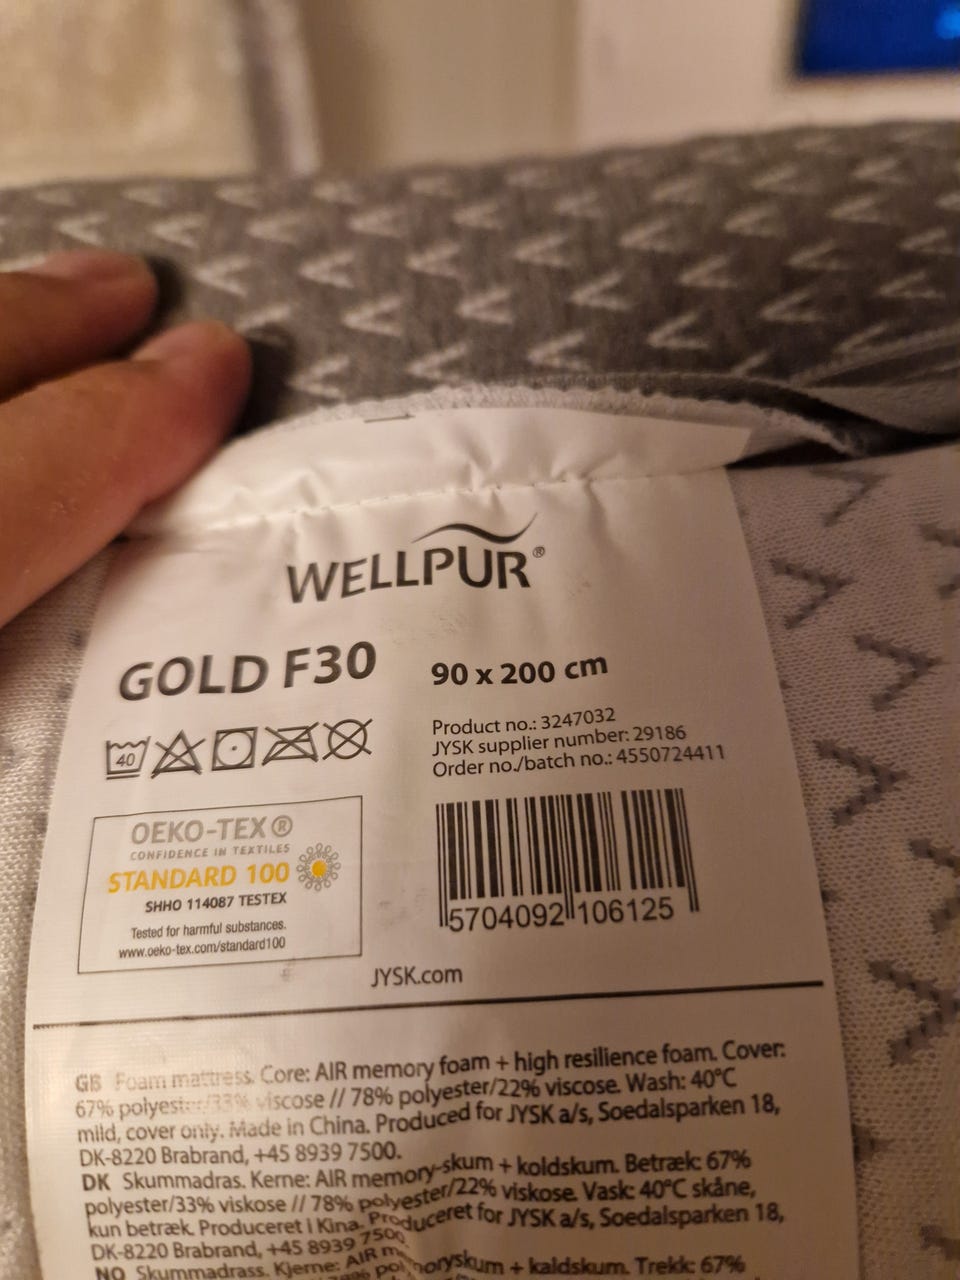 WELLPUR®
GOLD F30
90 x 200 cm
40
Product no.: 3247032
JYSK supplier number: 29186
Order no./batch no.: 4550724411
OEKO-TEX®
CONFIDENCE IN TEXTILES
STANDARD 100
SHHO 114087 TESTEX
Tested for harmful substances.
www.oeko-tex.com/standard100
5704092106125
JYSK.com
GB Foam mattress. Core: AIR memory foam + high resilience foam. Cover:
67% polyester/33% viscose // 78% polyester/22% viscose. Wash: 40°C
mild, cover only. Made in China. Produced for JYSK a/s, Soedalsparken 18,
DK-8220 Brabrand, +45 8939 7500.
DK Skummadras. Kerne: AIR memory-skum + koldskum. Betræk: 67%
polyester/33% viskose // 78% polyester/22% viskose. Vask: 40°C skåne,
kun betræk. Produceret i Kina. Produceret for JYSK a/s, Soedalsparken 18,
DK-8220 Brabrand, +45 8939 7500.
NO Skummadrass. Kjerne: AIR memoryskum + kaldskum. Trekk: 67%